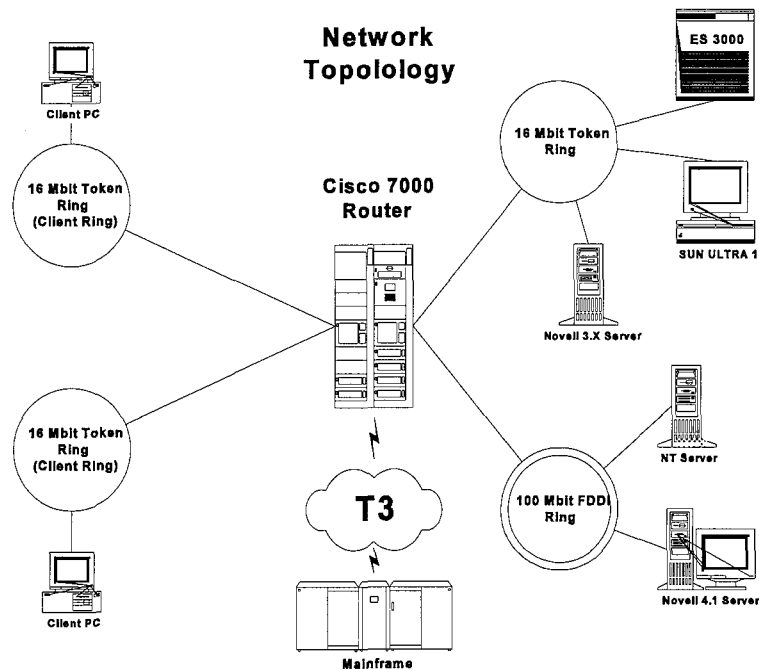 Network
Topolology
ES 3000
Client PC
16 Mbit Token
Ring
16 Mbit Token
Ring
(Client Ring)
Cisco 7000
Router
SUN ULTRA 1
Novell 3.X Server
16 Mbit Token
Ring
(Client Ring)
NT Server
T3
100 Mbit FDDI
Ring
Novell 4.1 Server
Client PC
Mainframe